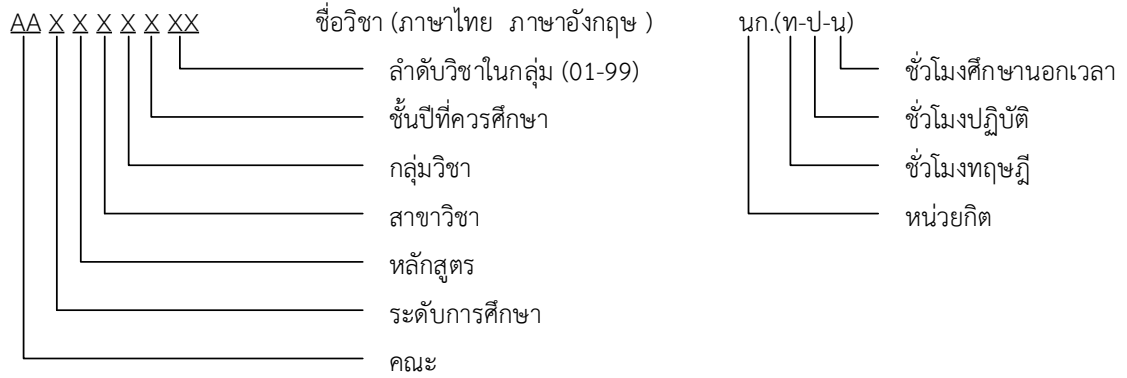 AA X X X X X XX ชื่อวิชา (ภาษาไทย ภาษาอังกฤษ ) นก.(ท-ป-น)
ลำดับวิชาในกลุ่ม (01-99) ชั่วโมงศึกษานอกเวลา
ชั้นปีที่ควรศึกษา ชั่วโมงปฏิบัติ
กลุ่มวิชา ชั่วโมงทฤษฎี
สาขาวิชา หน่วยกิต
หลักสูตร
ระดับการศึกษา
คณะ